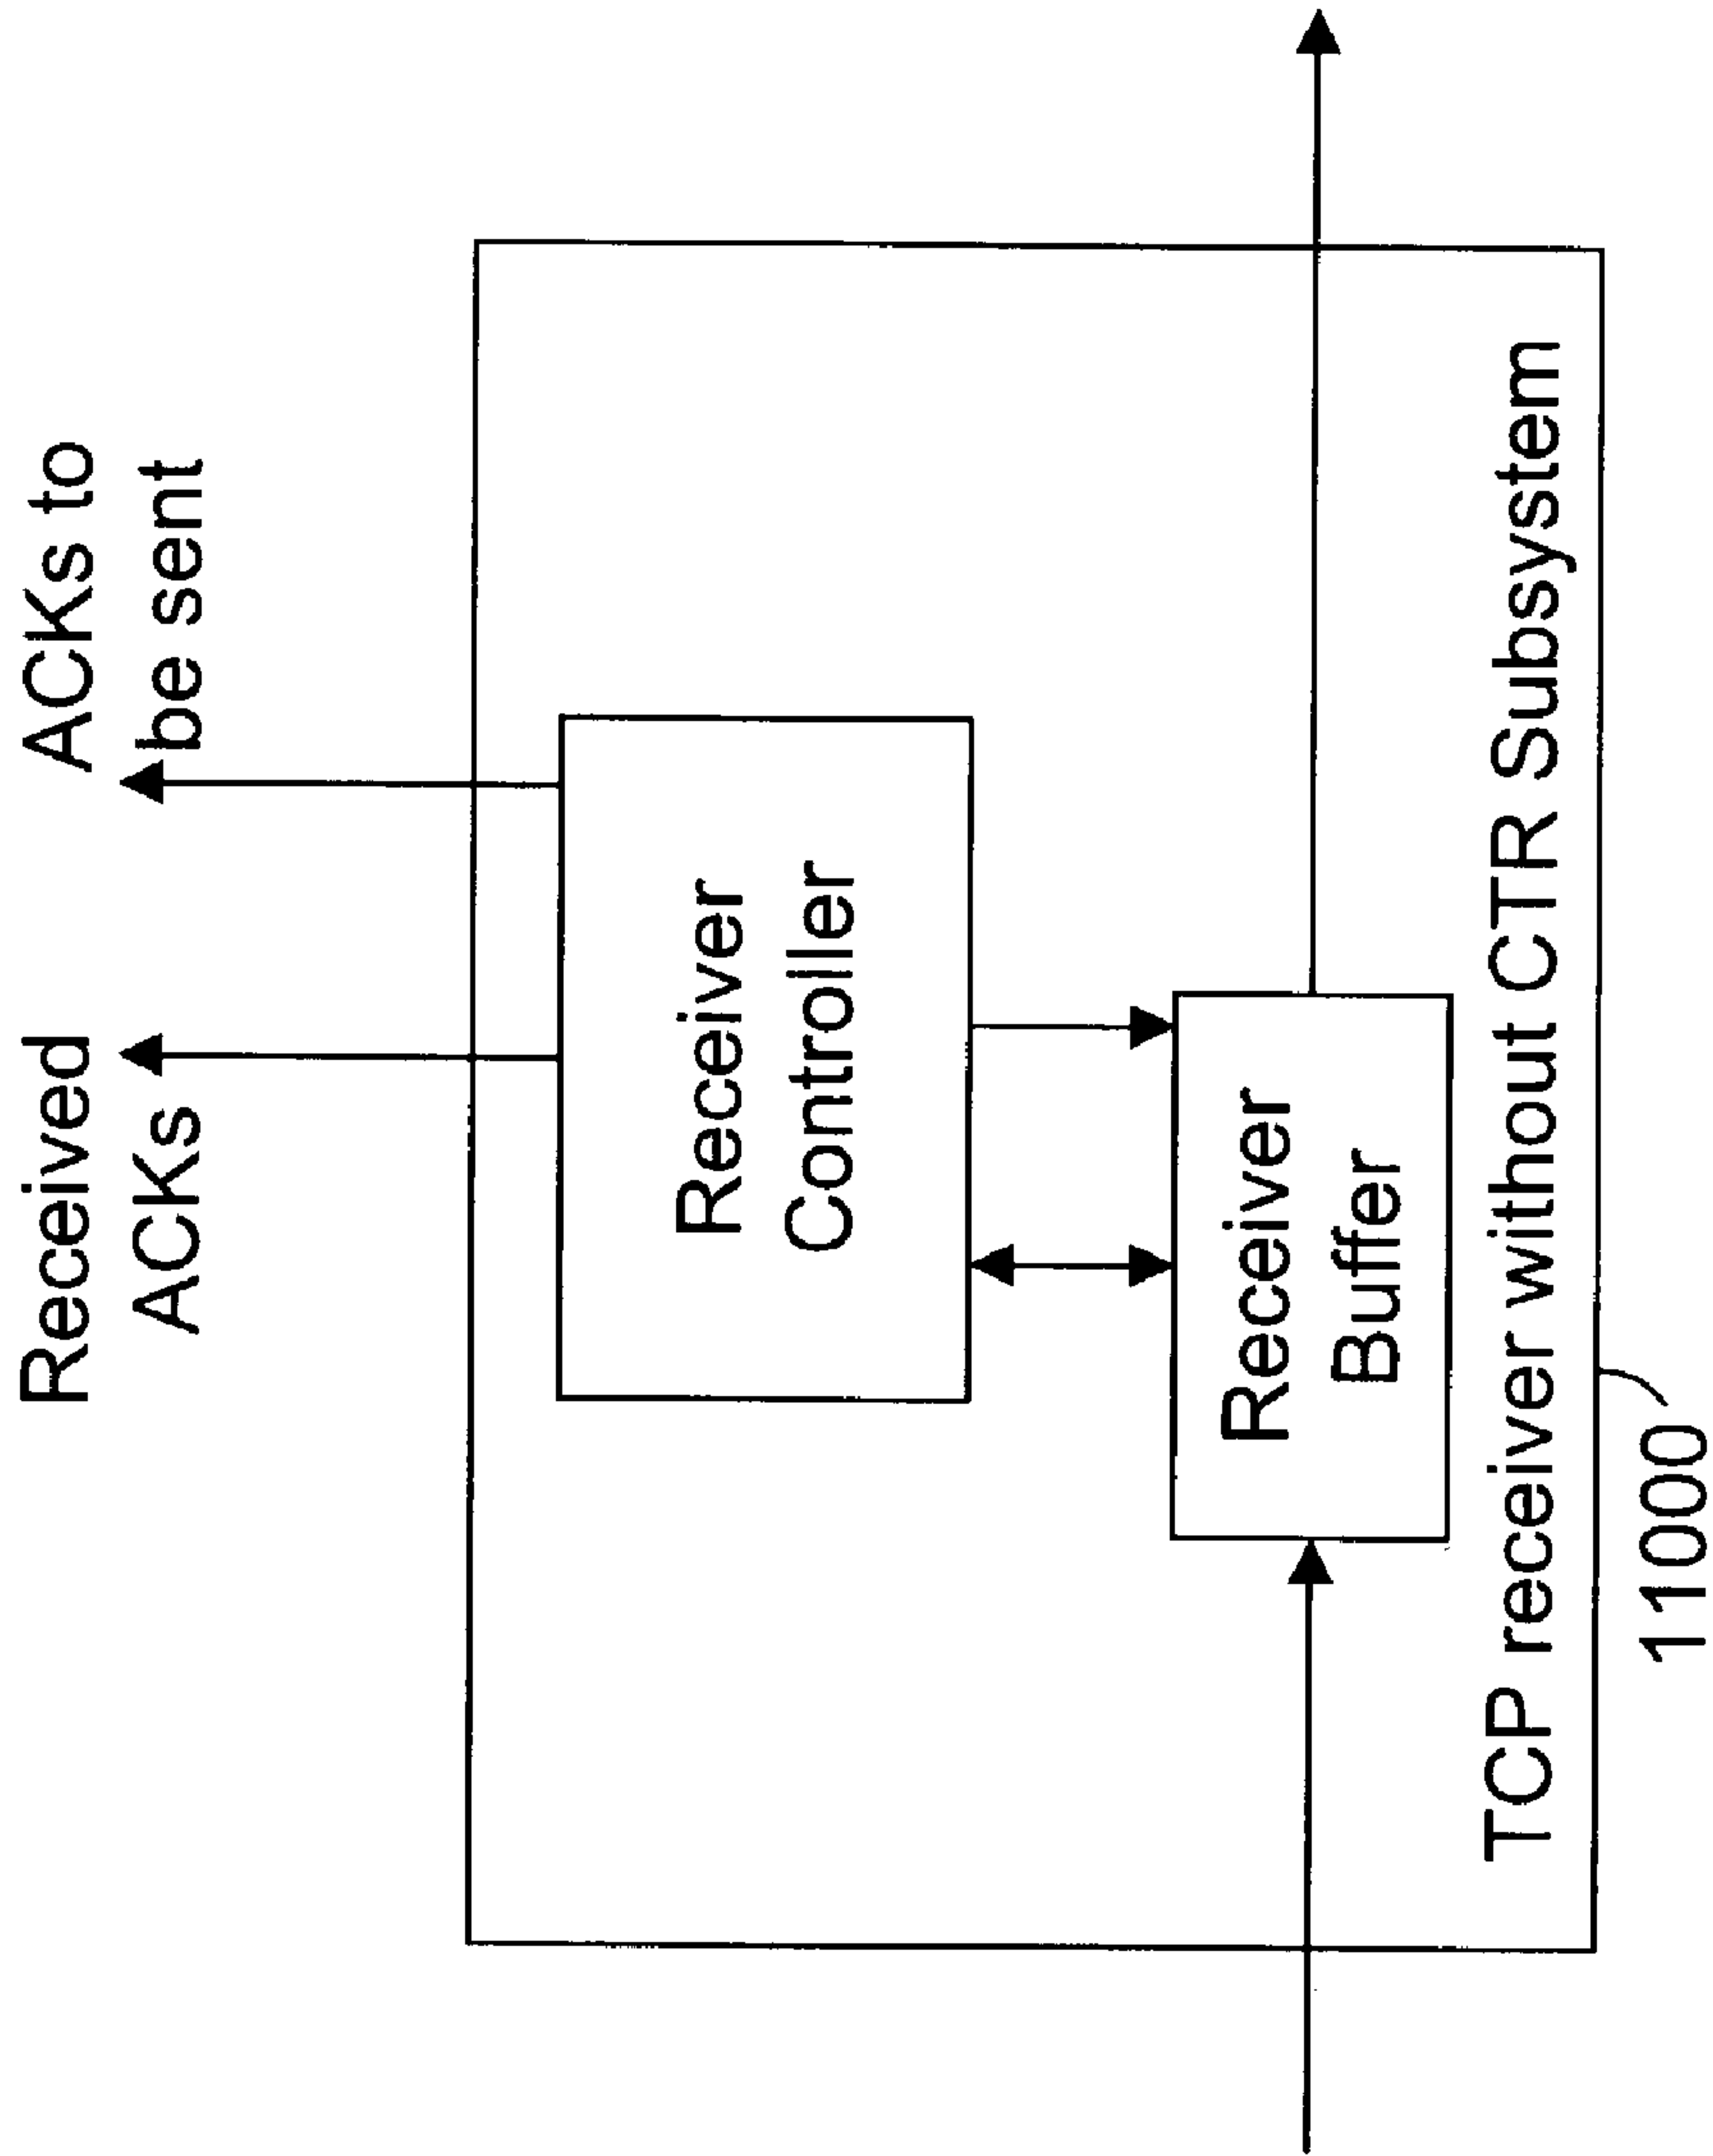 Received
ACKs
ACKs to
be sent
Receiver
Controller
Receiver
Buffer
TCP receiver without CTR Subsystem
11000